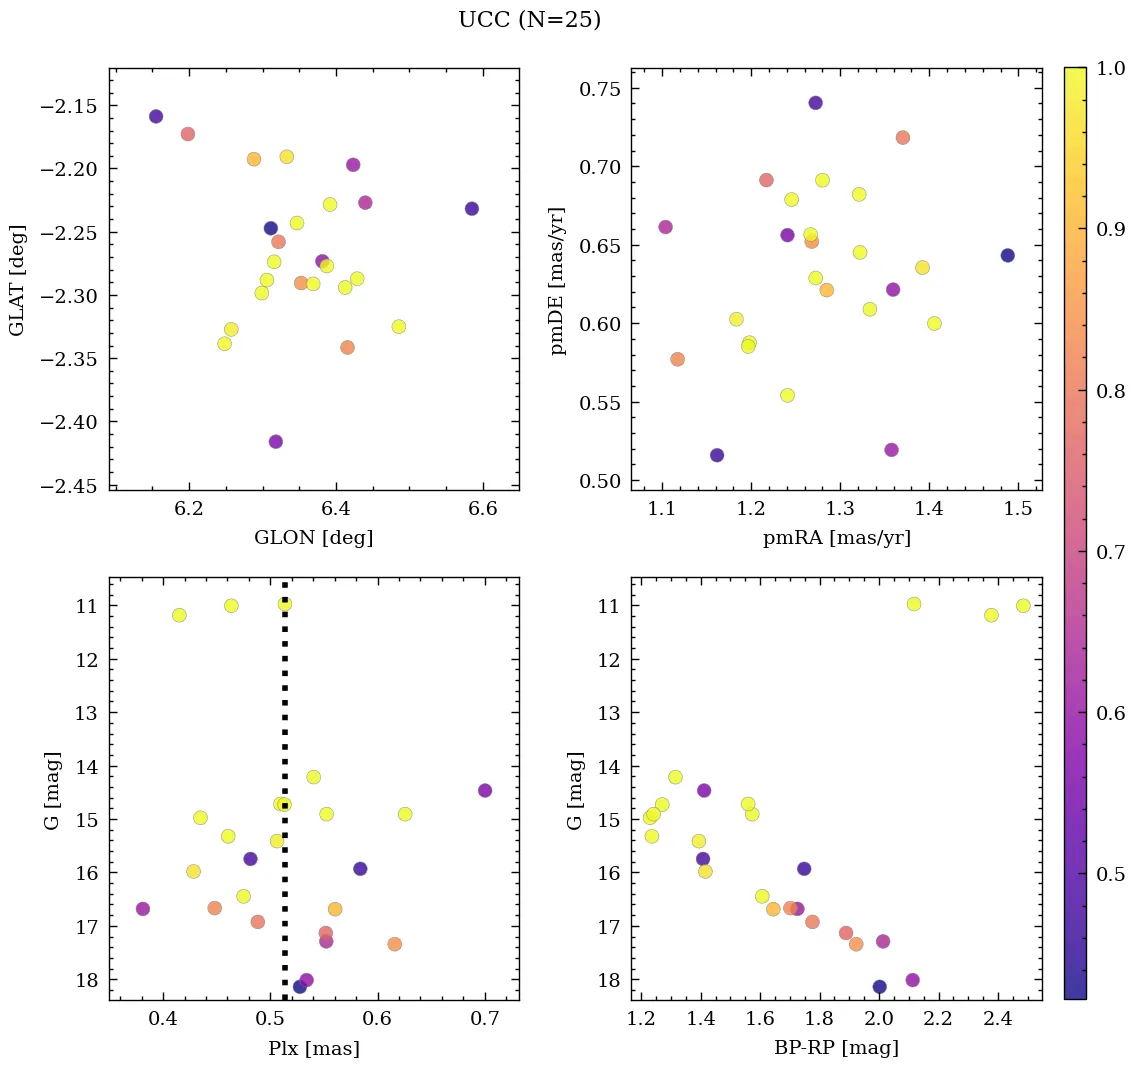 UCC (N=25)
−2.15
−2.20
−2.25
−2.30
−2.35
−2.40
−2.45
GLAT [deg]
6.2 6.4 6.6
GLON [deg]
0.75
0.70
0.65
0.60
0.55
0.50
pmDE [mas/yr]
1.1 1.2 1.3 1.4 1.5
pmRA [mas/yr]
1.0
0.9
0.8
0.7
0.6
0.5
11
12
13
14
15
16
17
18
G [mag]
0.4 0.5 0.6 0.7
Plx [mas]
11
12
13
14
15
16
17
18
G [mag]
1.2 1.4 1.6 1.8 2.0 2.2 2.4
BP-RP [mag]